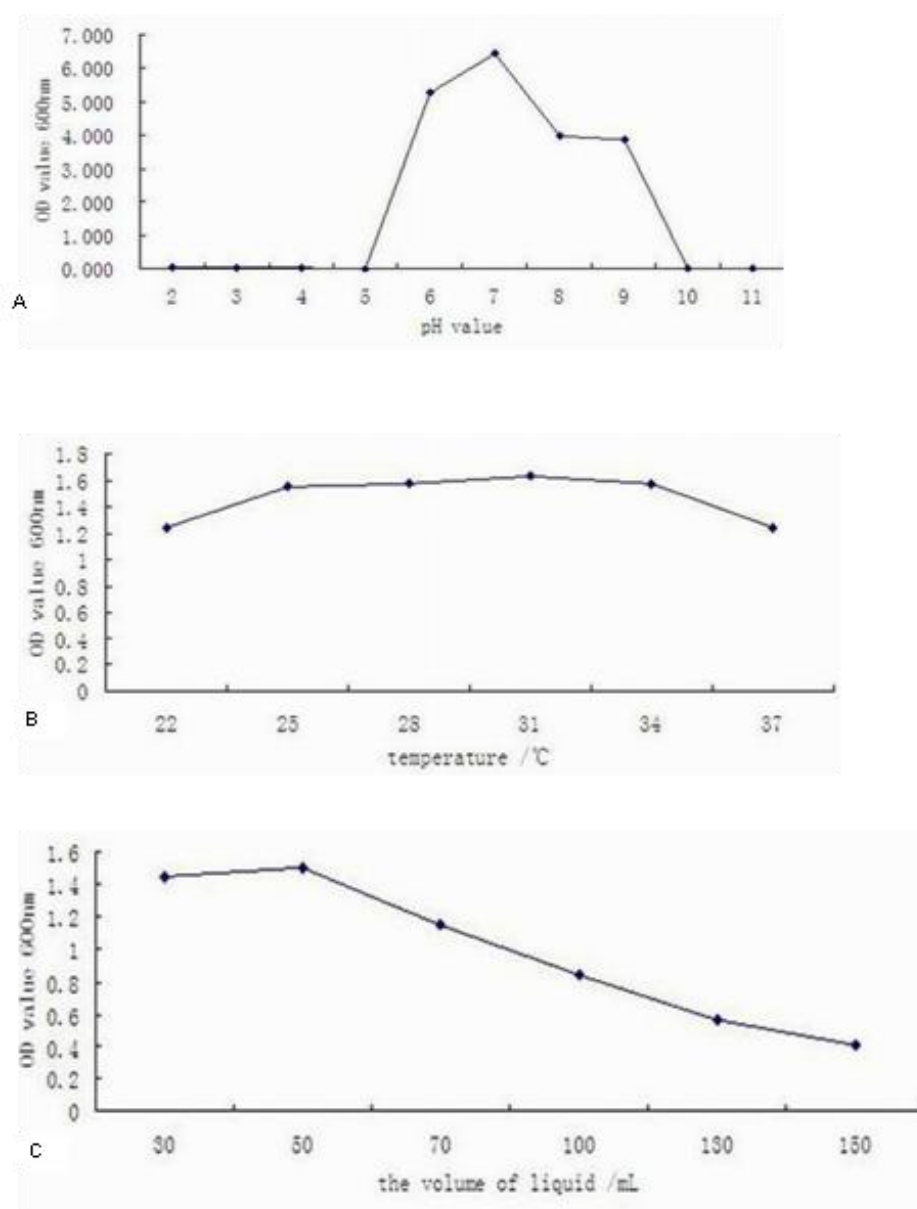 7.000
6.000
5.000
4.000
3.000
2.000
1.000
0.000
OD value 600nm
2 3 4 5 6 7 8 9 10 11
pH value
A
1.8
1.6
1.4
1.2
1
0.8
0.6
0.4
0.2
0
OD value 600nm
22 25 28 31 34 37
temperature /℃
B
1.6
1.4
1.2
1
0.8
0.6
0.4
0.2
0
OD value 600nm
30 50 70 100 130 150
the volume of liquid /mL
C